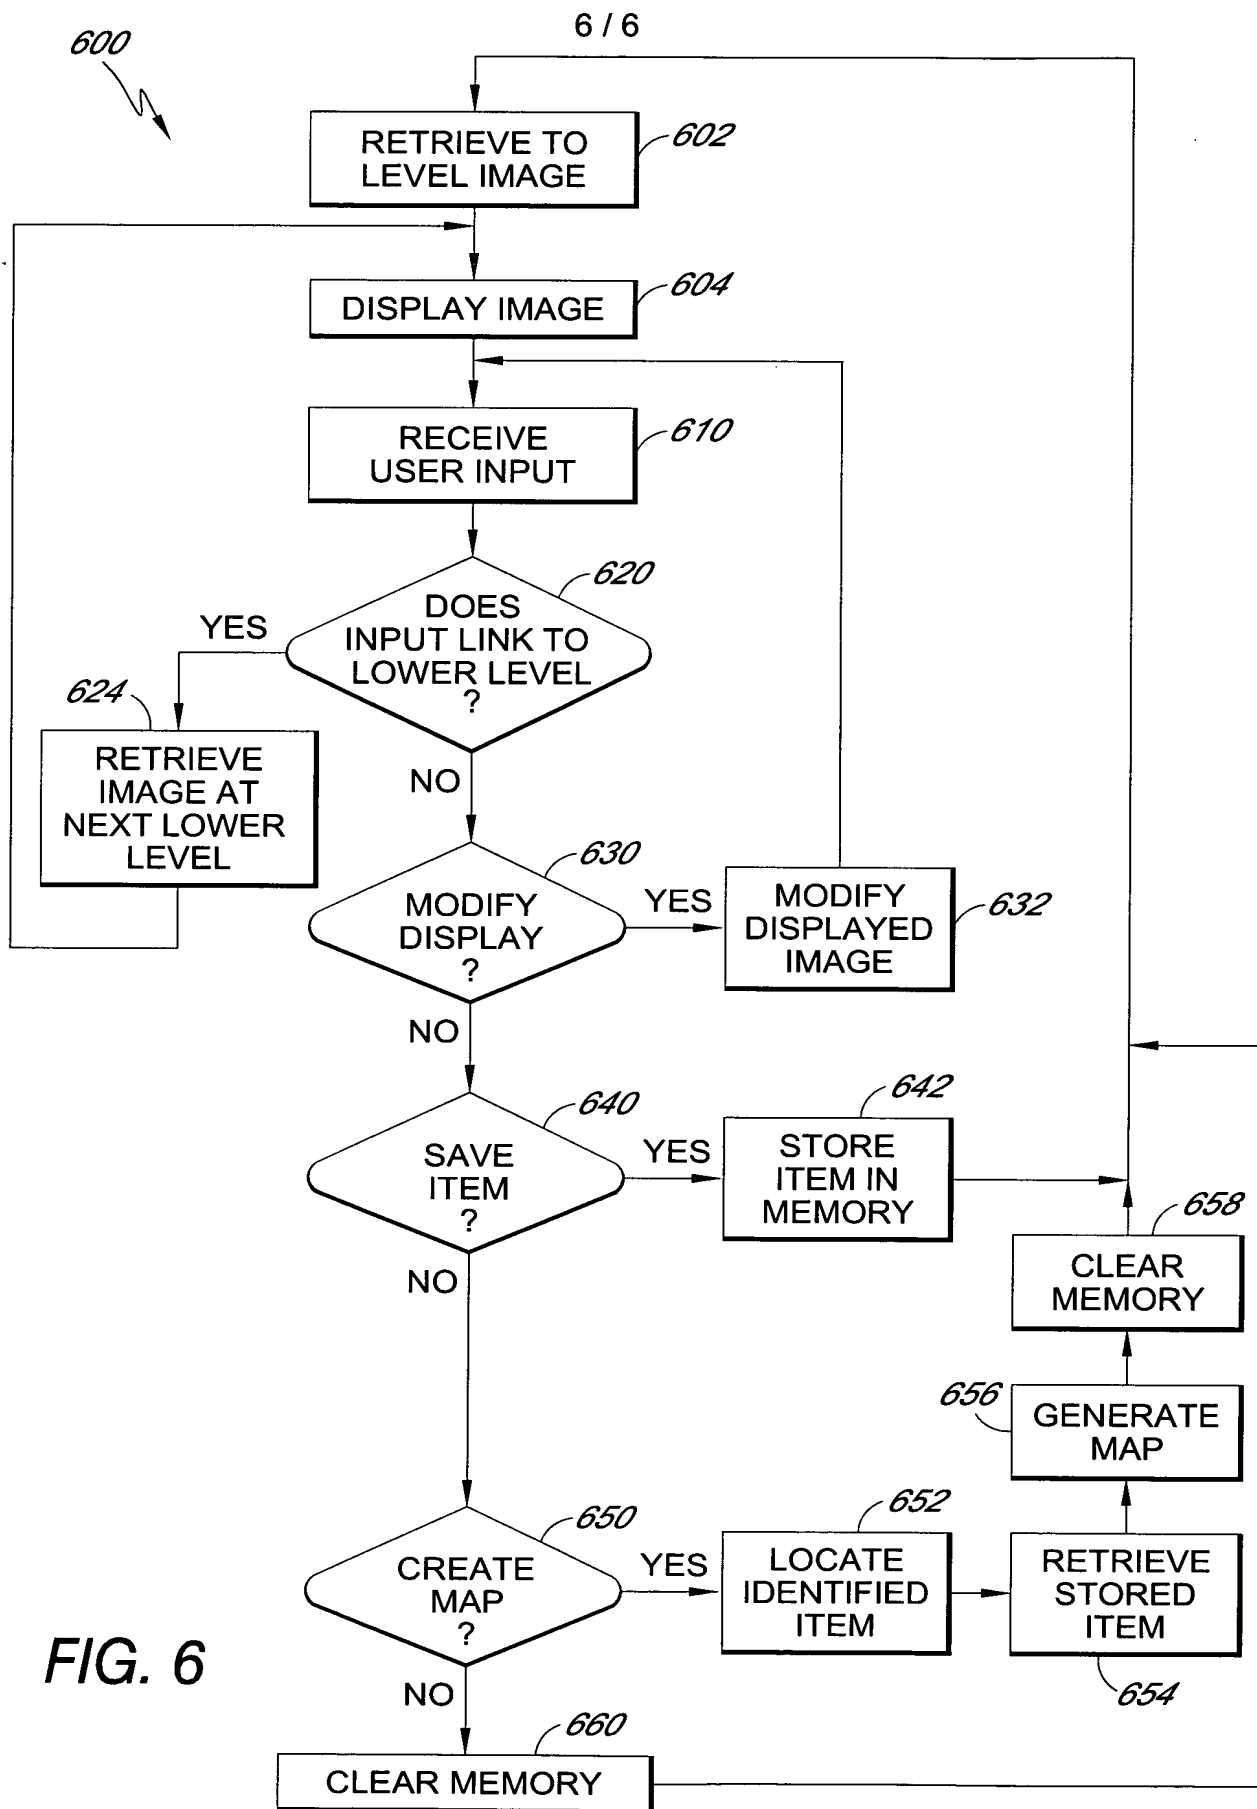 6 / 6
600
RETRIEVE TO
LEVEL IMAGE
602
DISPLAY IMAGE
604
RECEIVE
USER INPUT
610
DOES
INPUT LINK TO
LOWER LEVEL
?
620
YES
NO
624
RETRIEVE
IMAGE AT
NEXT LOWER
LEVEL
MODIFY
DISPLAY
?
630
YES
NO
MODIFY
DISPLAYED
IMAGE
632
SAVE
ITEM
?
640
YES
NO
STORE
ITEM IN
MEMORY
642
658
CLEAR
MEMORY
656
GENERATE
MAP
CREATE
MAP
?
650
YES
NO
652
LOCATE
IDENTIFIED
ITEM
RETRIEVE
STORED
ITEM
654
FIG. 6
660
CLEAR MEMORY